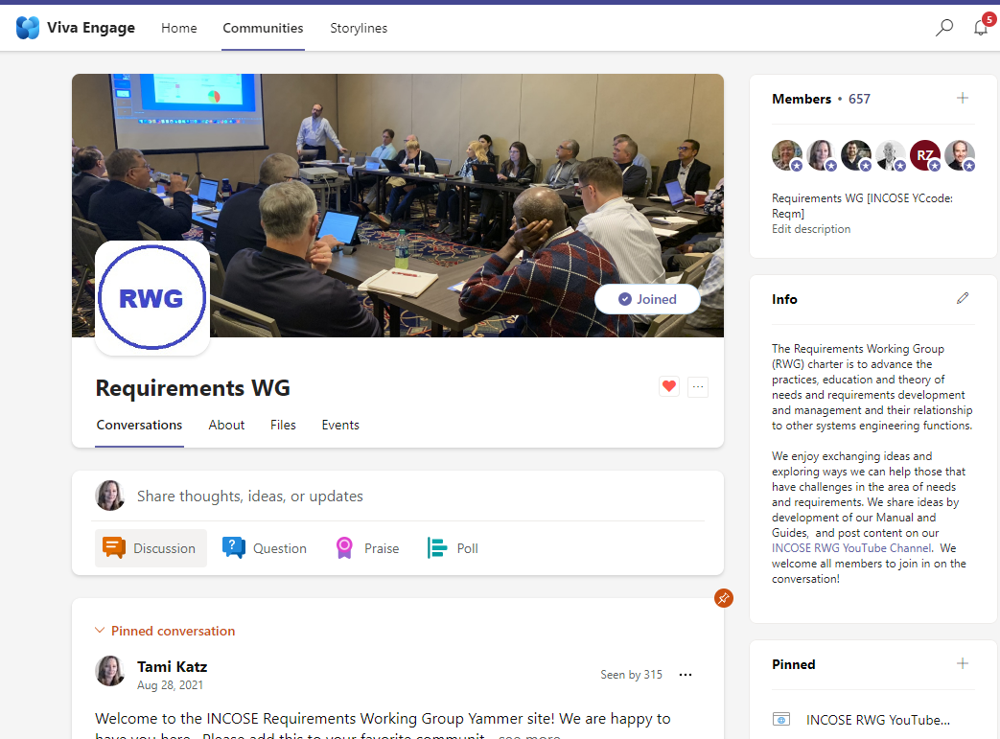 Viva Engage Home Communities Storylines 5
Members • 657
RZ
Requirements WG [INCOSE YCcode:
Reqm]
Edit description
RWG
Joined
Requirements WG
Conversations About Files Events
Info
The Requirements Working Group
(RWG) charter is to advance the
practices, education and theory of
needs and requirements development
and management and their relationship
to other systems engineering functions.
We enjoy exchanging ideas and
exploring ways we can help those that
have challenges in the area of needs
and requirements. We share ideas by
development of our Manual and
Guides,  and post content on our
INCOSE RWG YouTube Channel.  We
welcome all members to join in on the
conversation!
Share thoughts, ideas, or updates
Discussion Question Praise Poll
Pinned conversation
Tami Katz
Aug 28, 2021
Seen by 315
Welcome to the INCOSE Requirements Working Group Yammer site! We are happy to
have you here. Please add this to your favorite communit... see more
Pinned
INCOSE RWG YouTube...